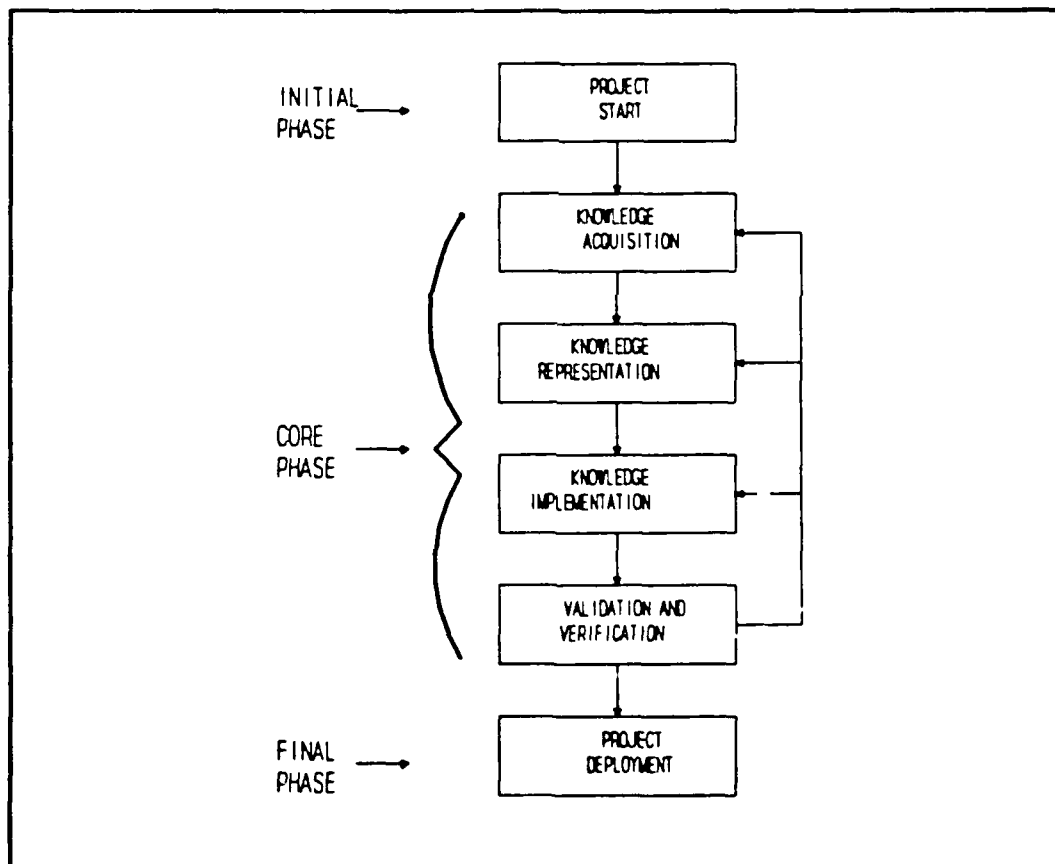 INITIAL
PHASE
PROJECT
START
KNOWLEDGE
ACQUISITION
KNOWLEDGE
REPRESENTATION
CORE
PHASE
KNOWLEDGE
IMPLEMENTATION
VALIDATION AND
VERIFICATION
FINAL
PHASE
PROJECT
DEPLOYMENT